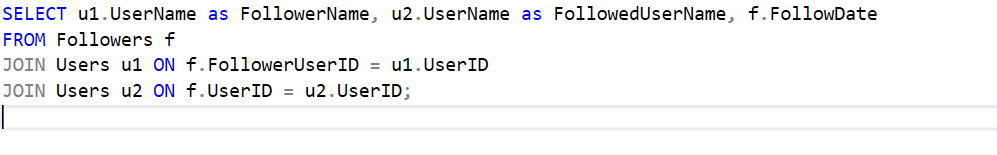 SELECT u1.UserName as FollowerName, u2.UserName as FollowedUserName, f.FollowDate
FROM Followers f
JOIN Users u1 ON f.FollowerUserID = u1.UserID
JOIN Users u2 ON f.UserID = u2.UserID;